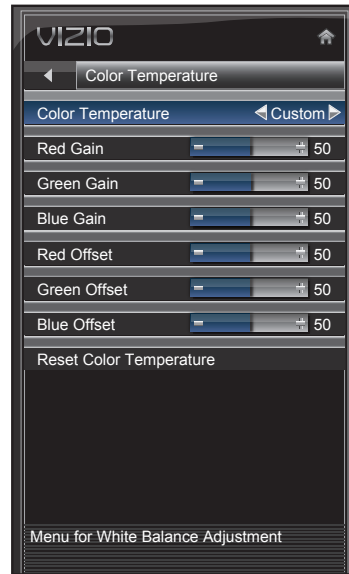 VIZIO
Color Temperature
Color Temperature Custom
Red Gain 50
Green Gain 50
Blue Gain 50
Red Offset 50
Green Offset 50
Blue Offset 50
Reset Color Temperature
Menu for White Balance Adjustment